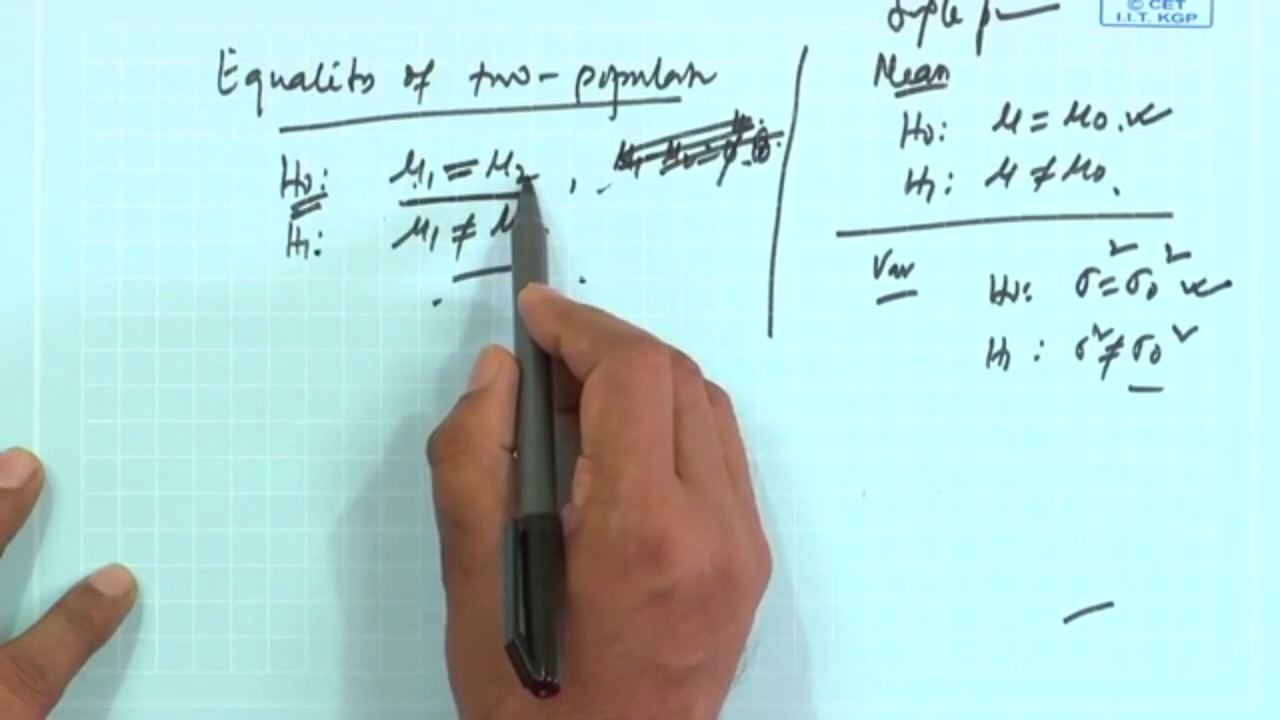 Equality of two-populatn
H₀: μ₁ = μ₂ ,
H₁: μ₁ ≠ μ
Mean
H₀: μ = μ₀.
H₁: μ ≠ μ₀.
Var H₀: σ² = σ₀²
H₁: σ² ≠ σ₀²
© CET
I.I.T. KGP